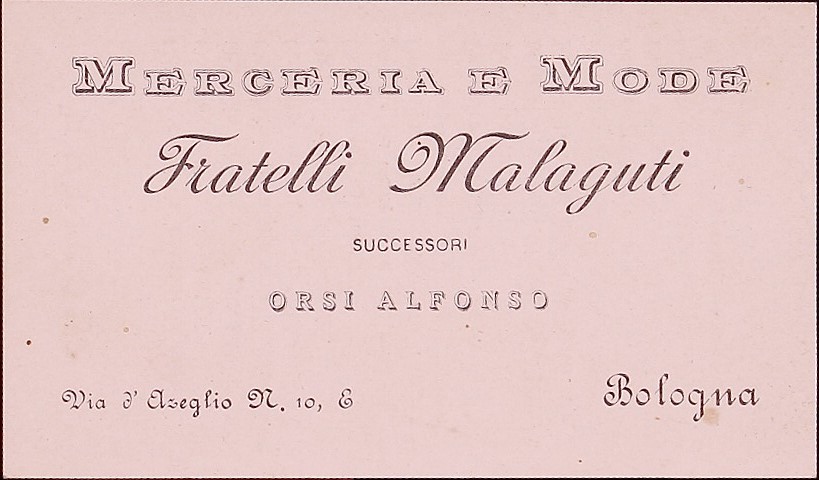 MERCERIA E MODE
Fratelli Malaguti
SUCCESSORI
ORSI ALFONSO
Via d' Azeglio N. 10, E
Bologna